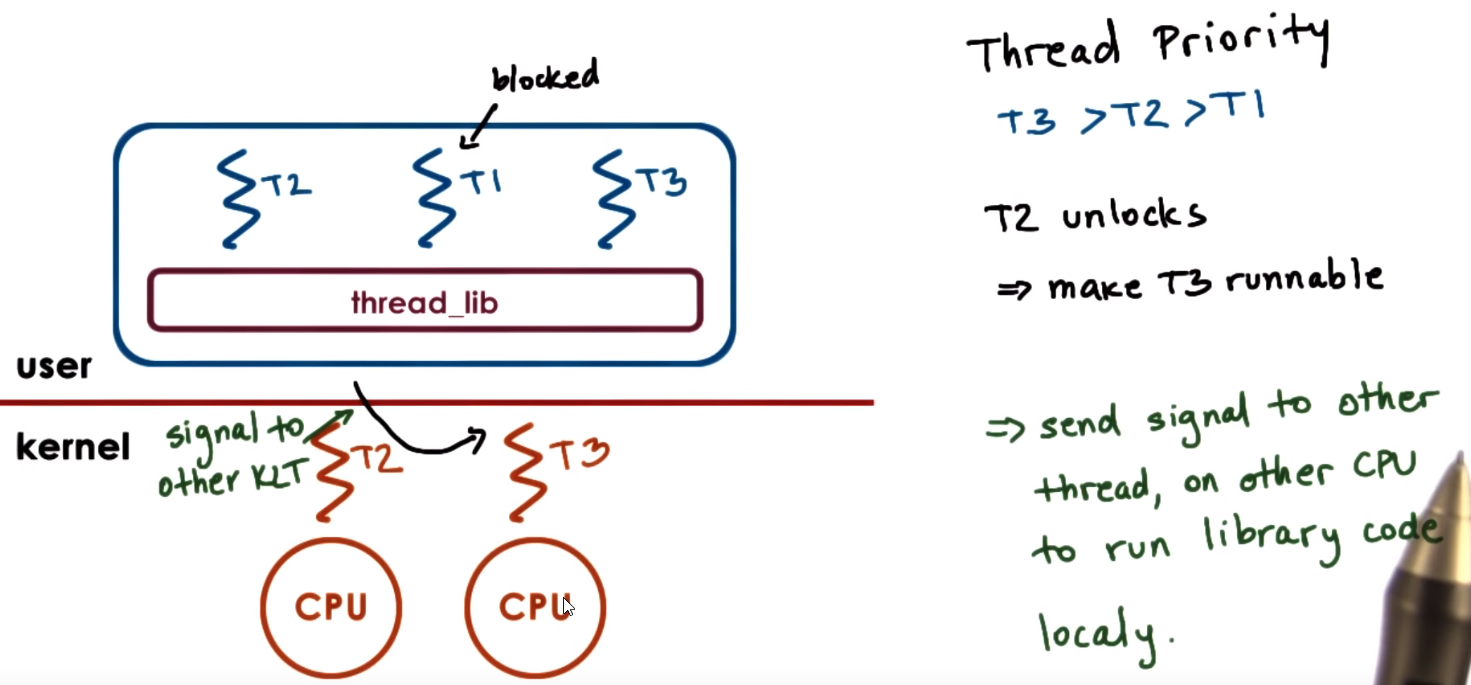 blocked
T2
T1
T3
thread_lib
user
kernel
signal to
other KLT
T2
T3
CPU
CPU
Thread Priority
T3 > T2 > T1
T2 unlocks
⇒ make T3 runnable
⇒ send signal to other
thread, on other CPU
to run library code
localy.